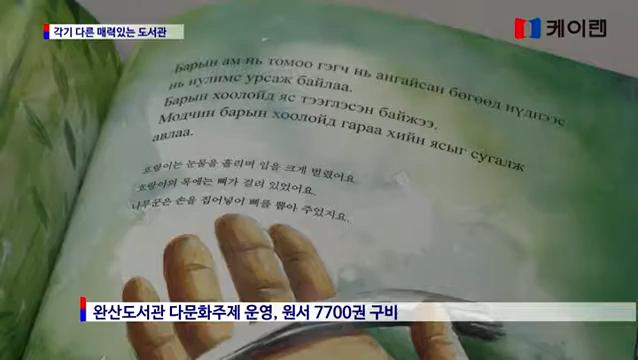 각기 다른 매력있는 도서관
케이렌
Барын ам нь томоо гэгч нь ангайсан бөгөөд нүднээс
нь нулимс урсаж байлаа.
Барын хоолойд яс тээглэсэн байжээ.
Модчин барын хоолойд гараа хийн ясыг сугалж
авлаа.
호랑이는 눈물을 흘리며 입을 크게 벌렸어요.
호랑이의 목에는 뼈가 걸려 있었어요.
나무꾼은 손을 집어넣어 뼈를 뽑아 주었지요.
완산도서관 다문화주제 운영, 원서 7700권 구비